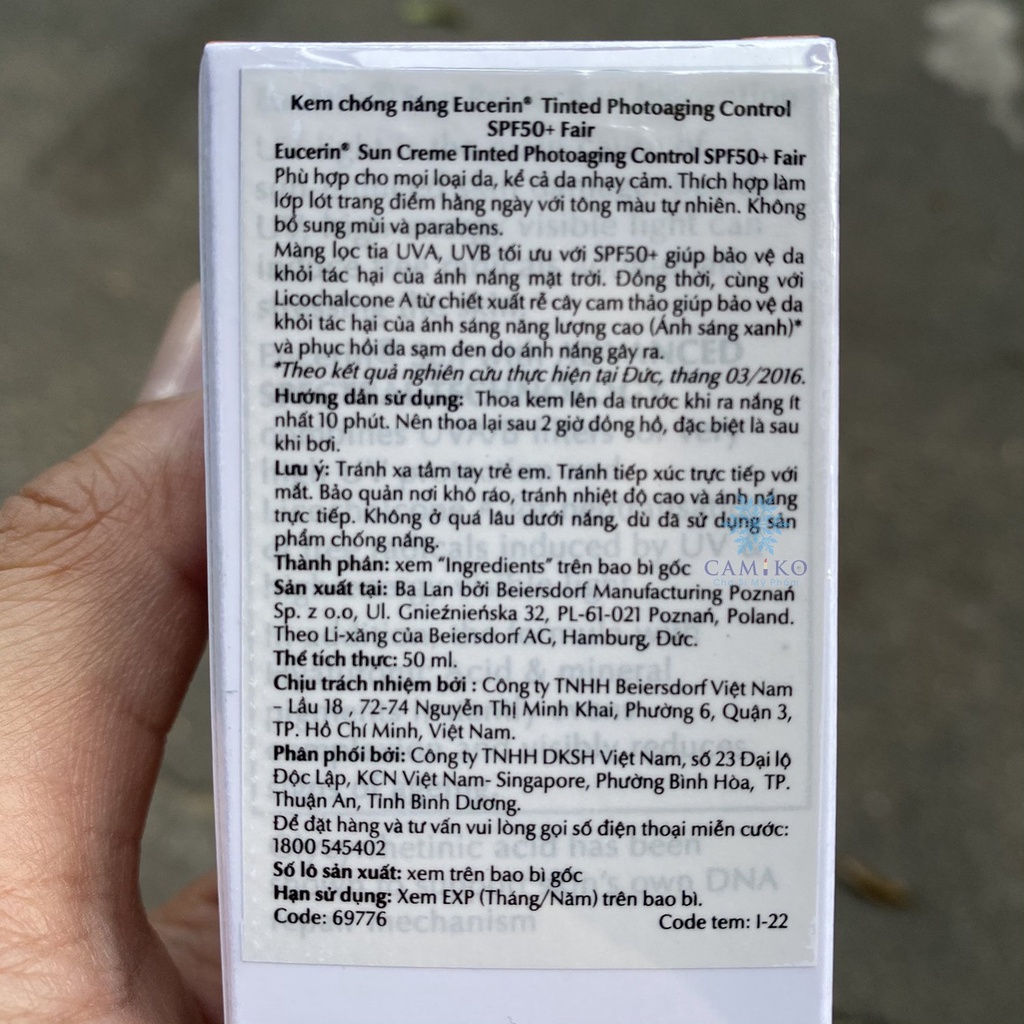 Kem chống nắng Eucerin® Tinted Photoaging Control
SPF50+ Fair
Eucerin® Sun Creme Tinted Photoaging Control SPF50+ Fair
Phù hợp cho mọi loại da, kể cả da nhạy cảm. Thích hợp làm
lớp lót trang điểm hằng ngày với tông màu tự nhiên. Không
bổ sung mùi và parabens.
Màng lọc tia UVA, UVB tối ưu với SPF50+ giúp bảo vệ da
khỏi tác hại của ánh nắng mặt trời. Đồng thời, cùng với
Licochalcone A từ chiết xuất rễ cây cam thảo giúp bảo vệ da
khỏi tác hại của ánh sáng năng lượng cao (Ánh sáng xanh)*
và phục hồi da sạm đen do ánh nắng gây ra.
*Theo kết quả nghiên cứu thực hiện tại Đức, tháng 03/2016.
Hướng dẫn sử dụng: Thoa kem lên da trước khi ra nắng ít
nhất 10 phút. Nên thoa lại sau 2 giờ đồng hồ, đặc biệt là sau
khi bơi.
Lưu ý: Tránh xa tầm tay trẻ em. Tránh tiếp xúc trực tiếp với
mắt. Bảo quản nơi khô ráo, tránh nhiệt độ cao và ánh nắng
trực tiếp. Không ở quá lâu dưới nắng, dù đã sử dụng sản
phẩm chống nắng.
Thành phần: xem "Ingredients" trên bao bì gốc
CAMIKO
Sản xuất tại: Ba Lan bởi Beiersdorf Manufacturing Poznań
Sp. z o.o, Ul. Gnieźnieńska 32, PL-61-021 Poznań, Poland.
Theo Li-xăng của Beiersdorf AG, Hamburg, Đức.
Thể tích thực: 50 ml.
Chịu trách nhiệm bởi : Công ty TNHH Beiersdorf Việt Nam
– Lầu 18 , 72-74 Nguyễn Thị Minh Khai, Phường 6, Quận 3,
TP. Hồ Chí Minh, Việt Nam.
Phân phối bởi: Công ty TNHH DKSH Việt Nam, số 23 Đại lộ
Độc Lập, KCN Việt Nam- Singapore, Phường Bình Hòa, TP.
Thuận An, Tỉnh Bình Dương.
Để đặt hàng và tư vấn vui lòng gọi số điện thoại miễn cước:
1800 545402
Số lô sản xuất: xem trên bao bì gốc
Hạn sử dụng: Xem EXP (Tháng/Năm) trên bao bì.
Code: 69776 Code tem: I-22